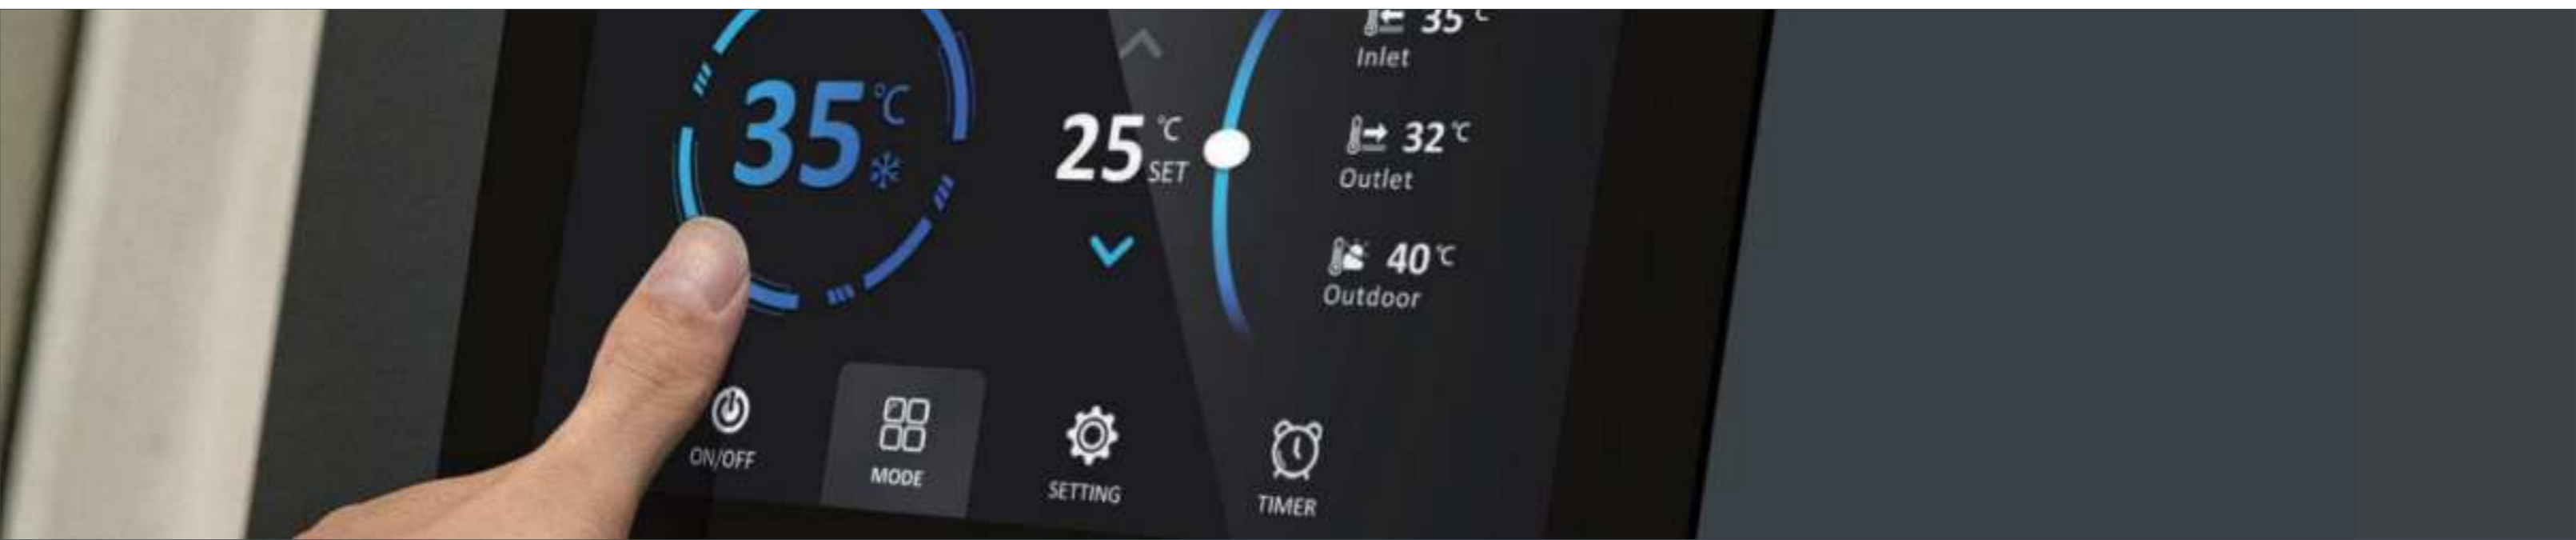 35 °C
Inlet
35 °C
25 °C
SET
32 °C
Outlet
40 °C
Outdoor
ON/OFF
MODE
SETTING
TIMER